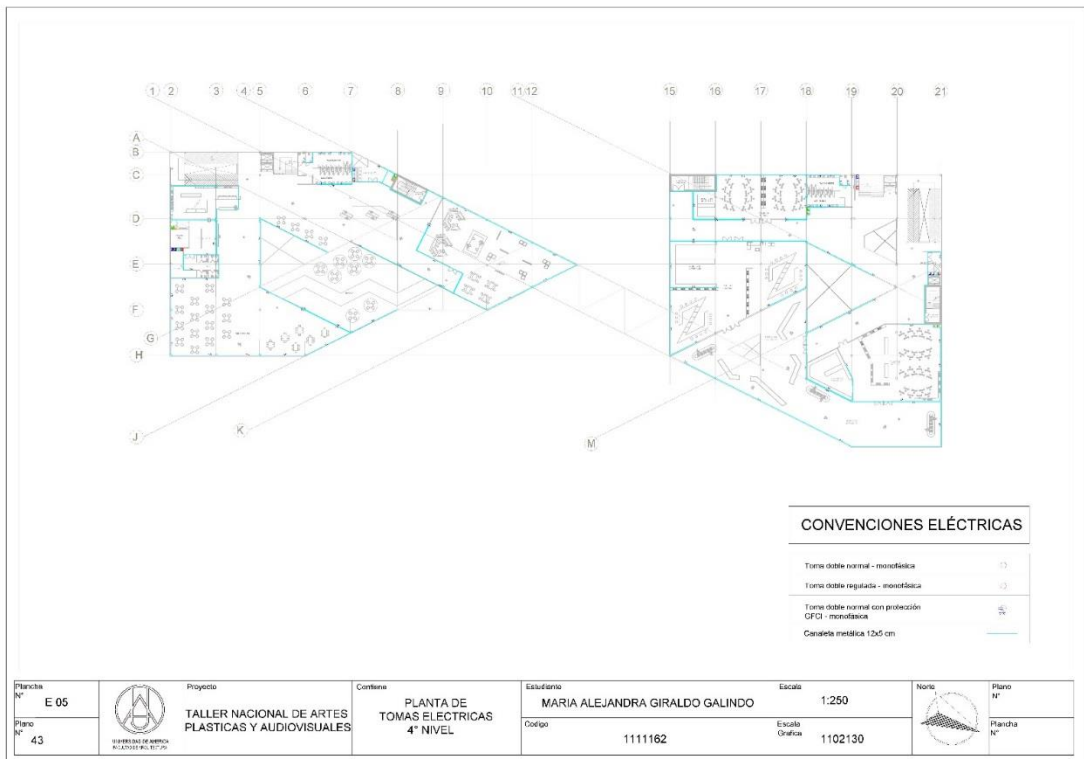 1 2 3 4 5 6 7 8 9 10 11 12 15 16 17 18 19 20 21
A
B
C
D
E
F
G
H
J
K
M
CONVENCIONES ELÉCTRICAS
Toma doble normal - monofásica
Toma doble regulada - monofásica
Toma doble normal con protección
GFCI - monofásica
Canaleta metálica 12x5 cm
Plancha
N°
E 05
Plano
N°
43
UNIVERSIDAD DE AMERICA
Proyecto
TALLER NACIONAL DE ARTES
PLASTICAS Y AUDIOVISUALES
Contiene
PLANTA DE
TOMAS ELECTRICAS
4° NIVEL
Estudiante
MARIA ALEJANDRA GIRALDO GALINDO
Codigo
1111162
Escala
1:250
Escala
Grafica
1102130
Norte
Plano
N°
Plancha
N°